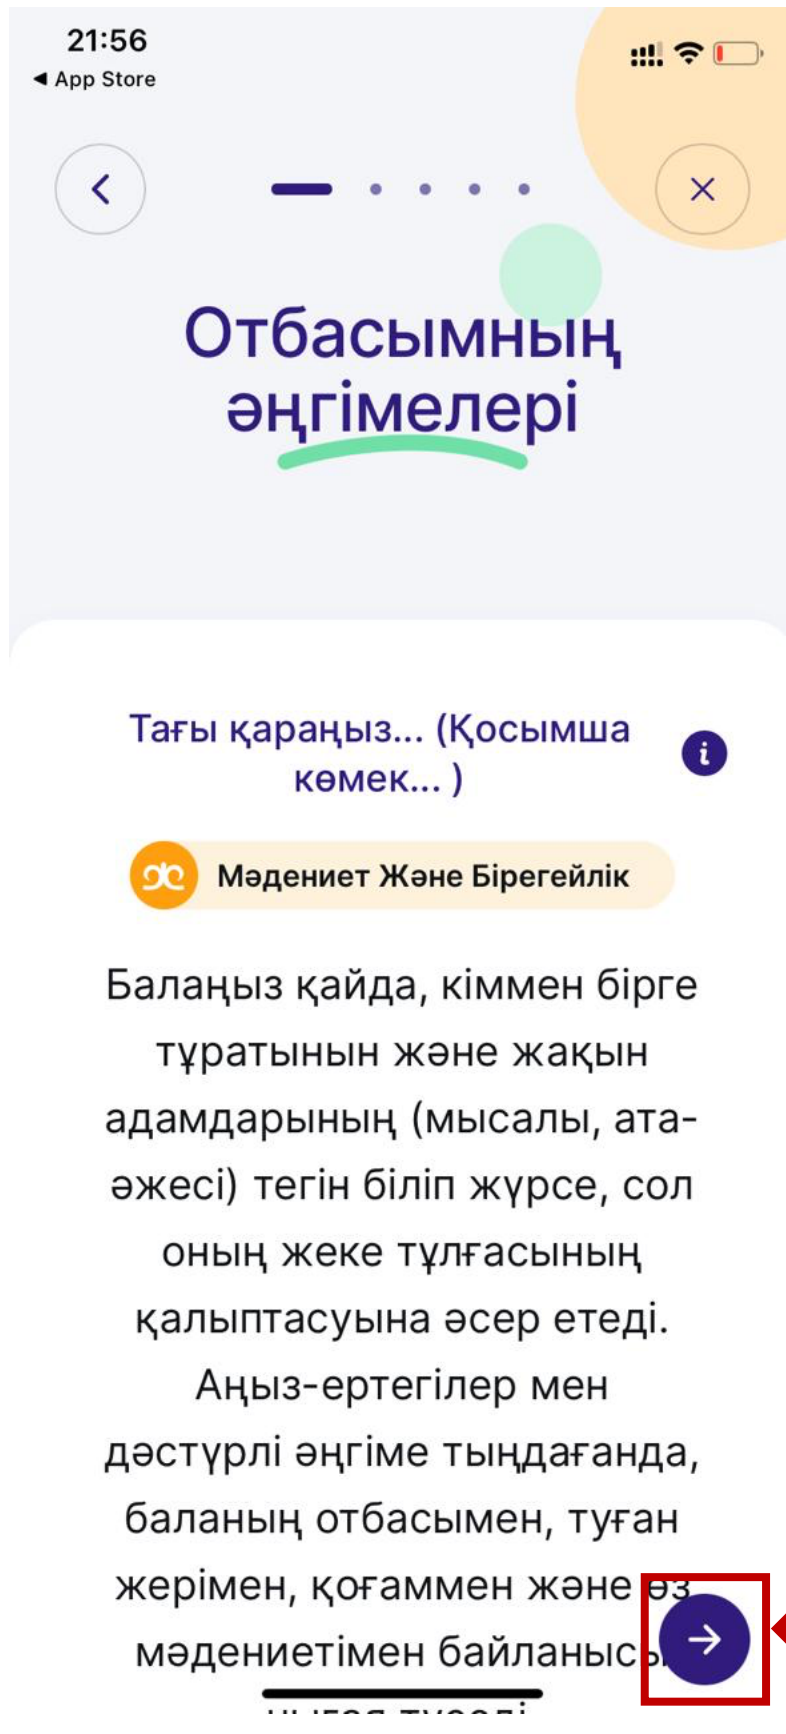 21:56
◀ App Store
Отбасымның
әңгімелері
Тағы қараңыз... (Қосымша
көмек... )
Мәдениет Және Бірегейлік
Балаңыз қайда, кіммен бірге
тұратынын және жақын
адамдарының (мысалы, ата-
әжесі) тегін біліп жүрсе, сол
оның жеке тұлғасының
қалыптасуына әсер етеді.
Аңыз-ертегілер мен
дәстүрлі әңгіме тыңдағанда,
баланың отбасымен, туған
жерімен, қоғаммен және өз
мәдениетімен байланысы